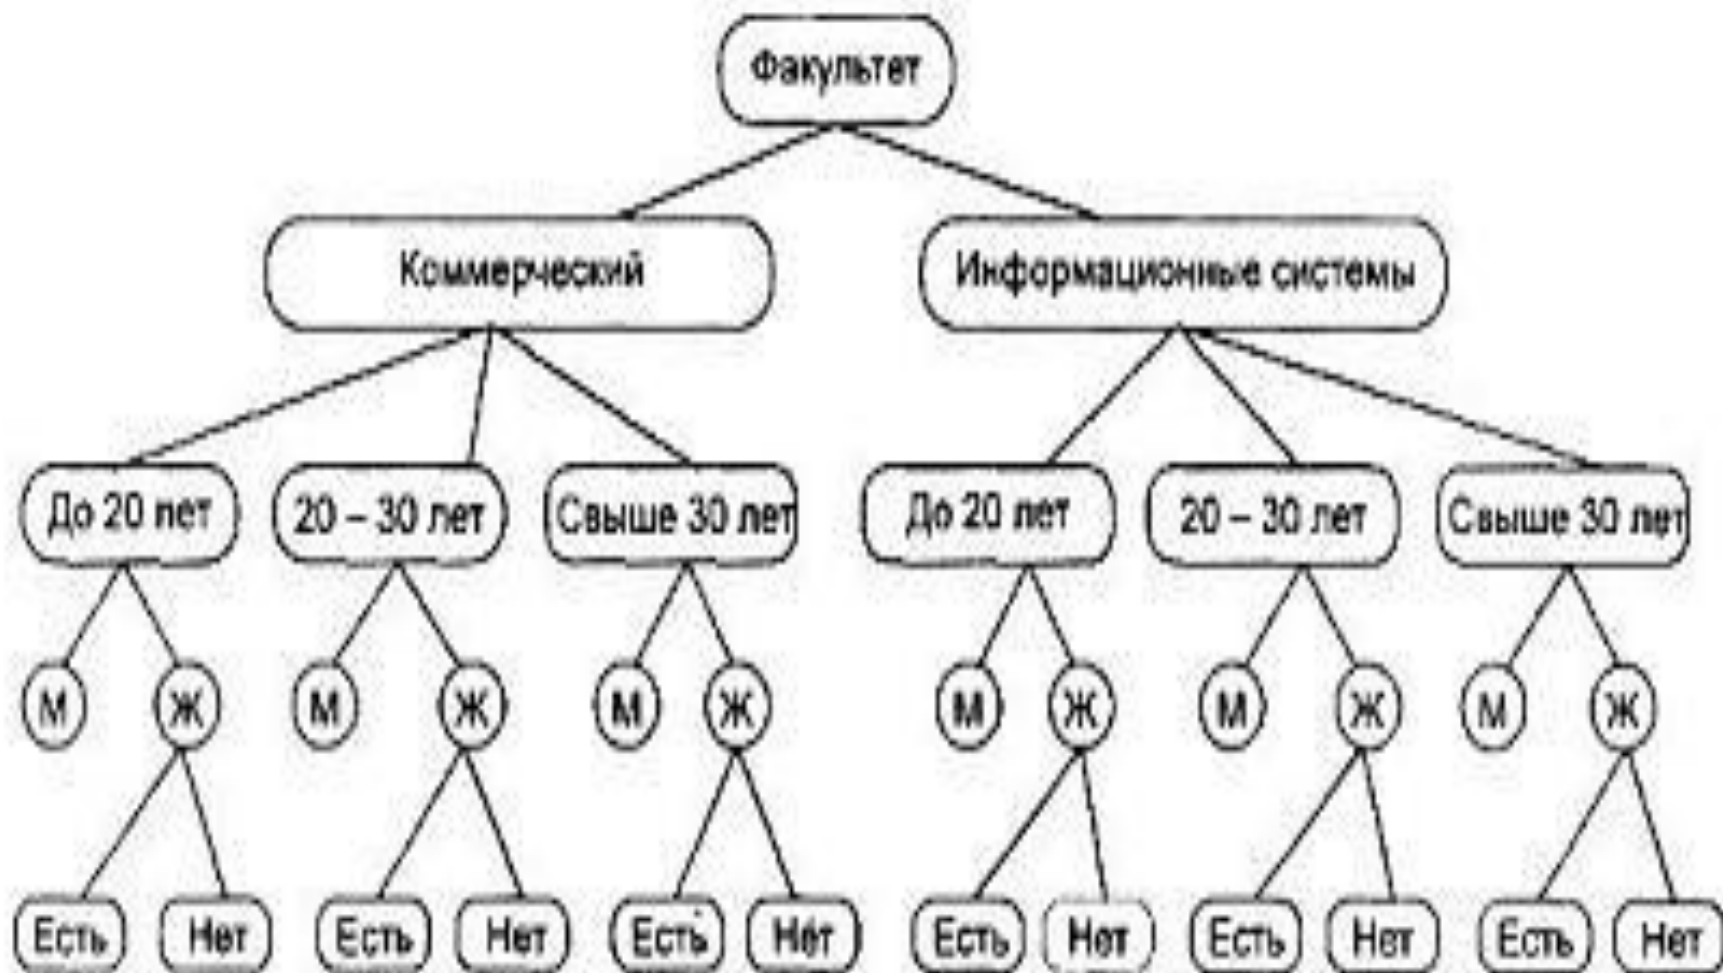 Факультет
Коммерческий
Информационные системы
До 20 лет
20 – 30 лет
Свыше 30 лет
До 20 лет
20 – 30 лет
Свыше 30 лет
М
Ж
М
Ж
М
Ж
М
Ж
М
Ж
М
Ж
Есть
Нет
Есть
Нет
Есть
Нет
Есть
Нет
Есть
Нет
Есть
Нет